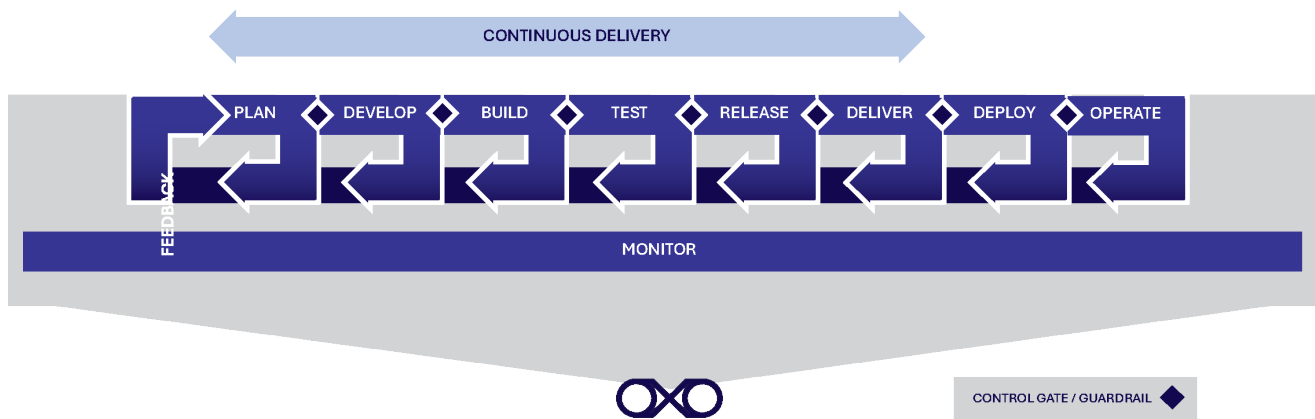 CONTINUOUS DELIVERY
PLAN
DEVELOP
BUILD
TEST
RELEASE
DELIVER
DEPLOY
OPERATE
FEEDBACK
MONITOR
CONTROL GATE / GUARDRAIL